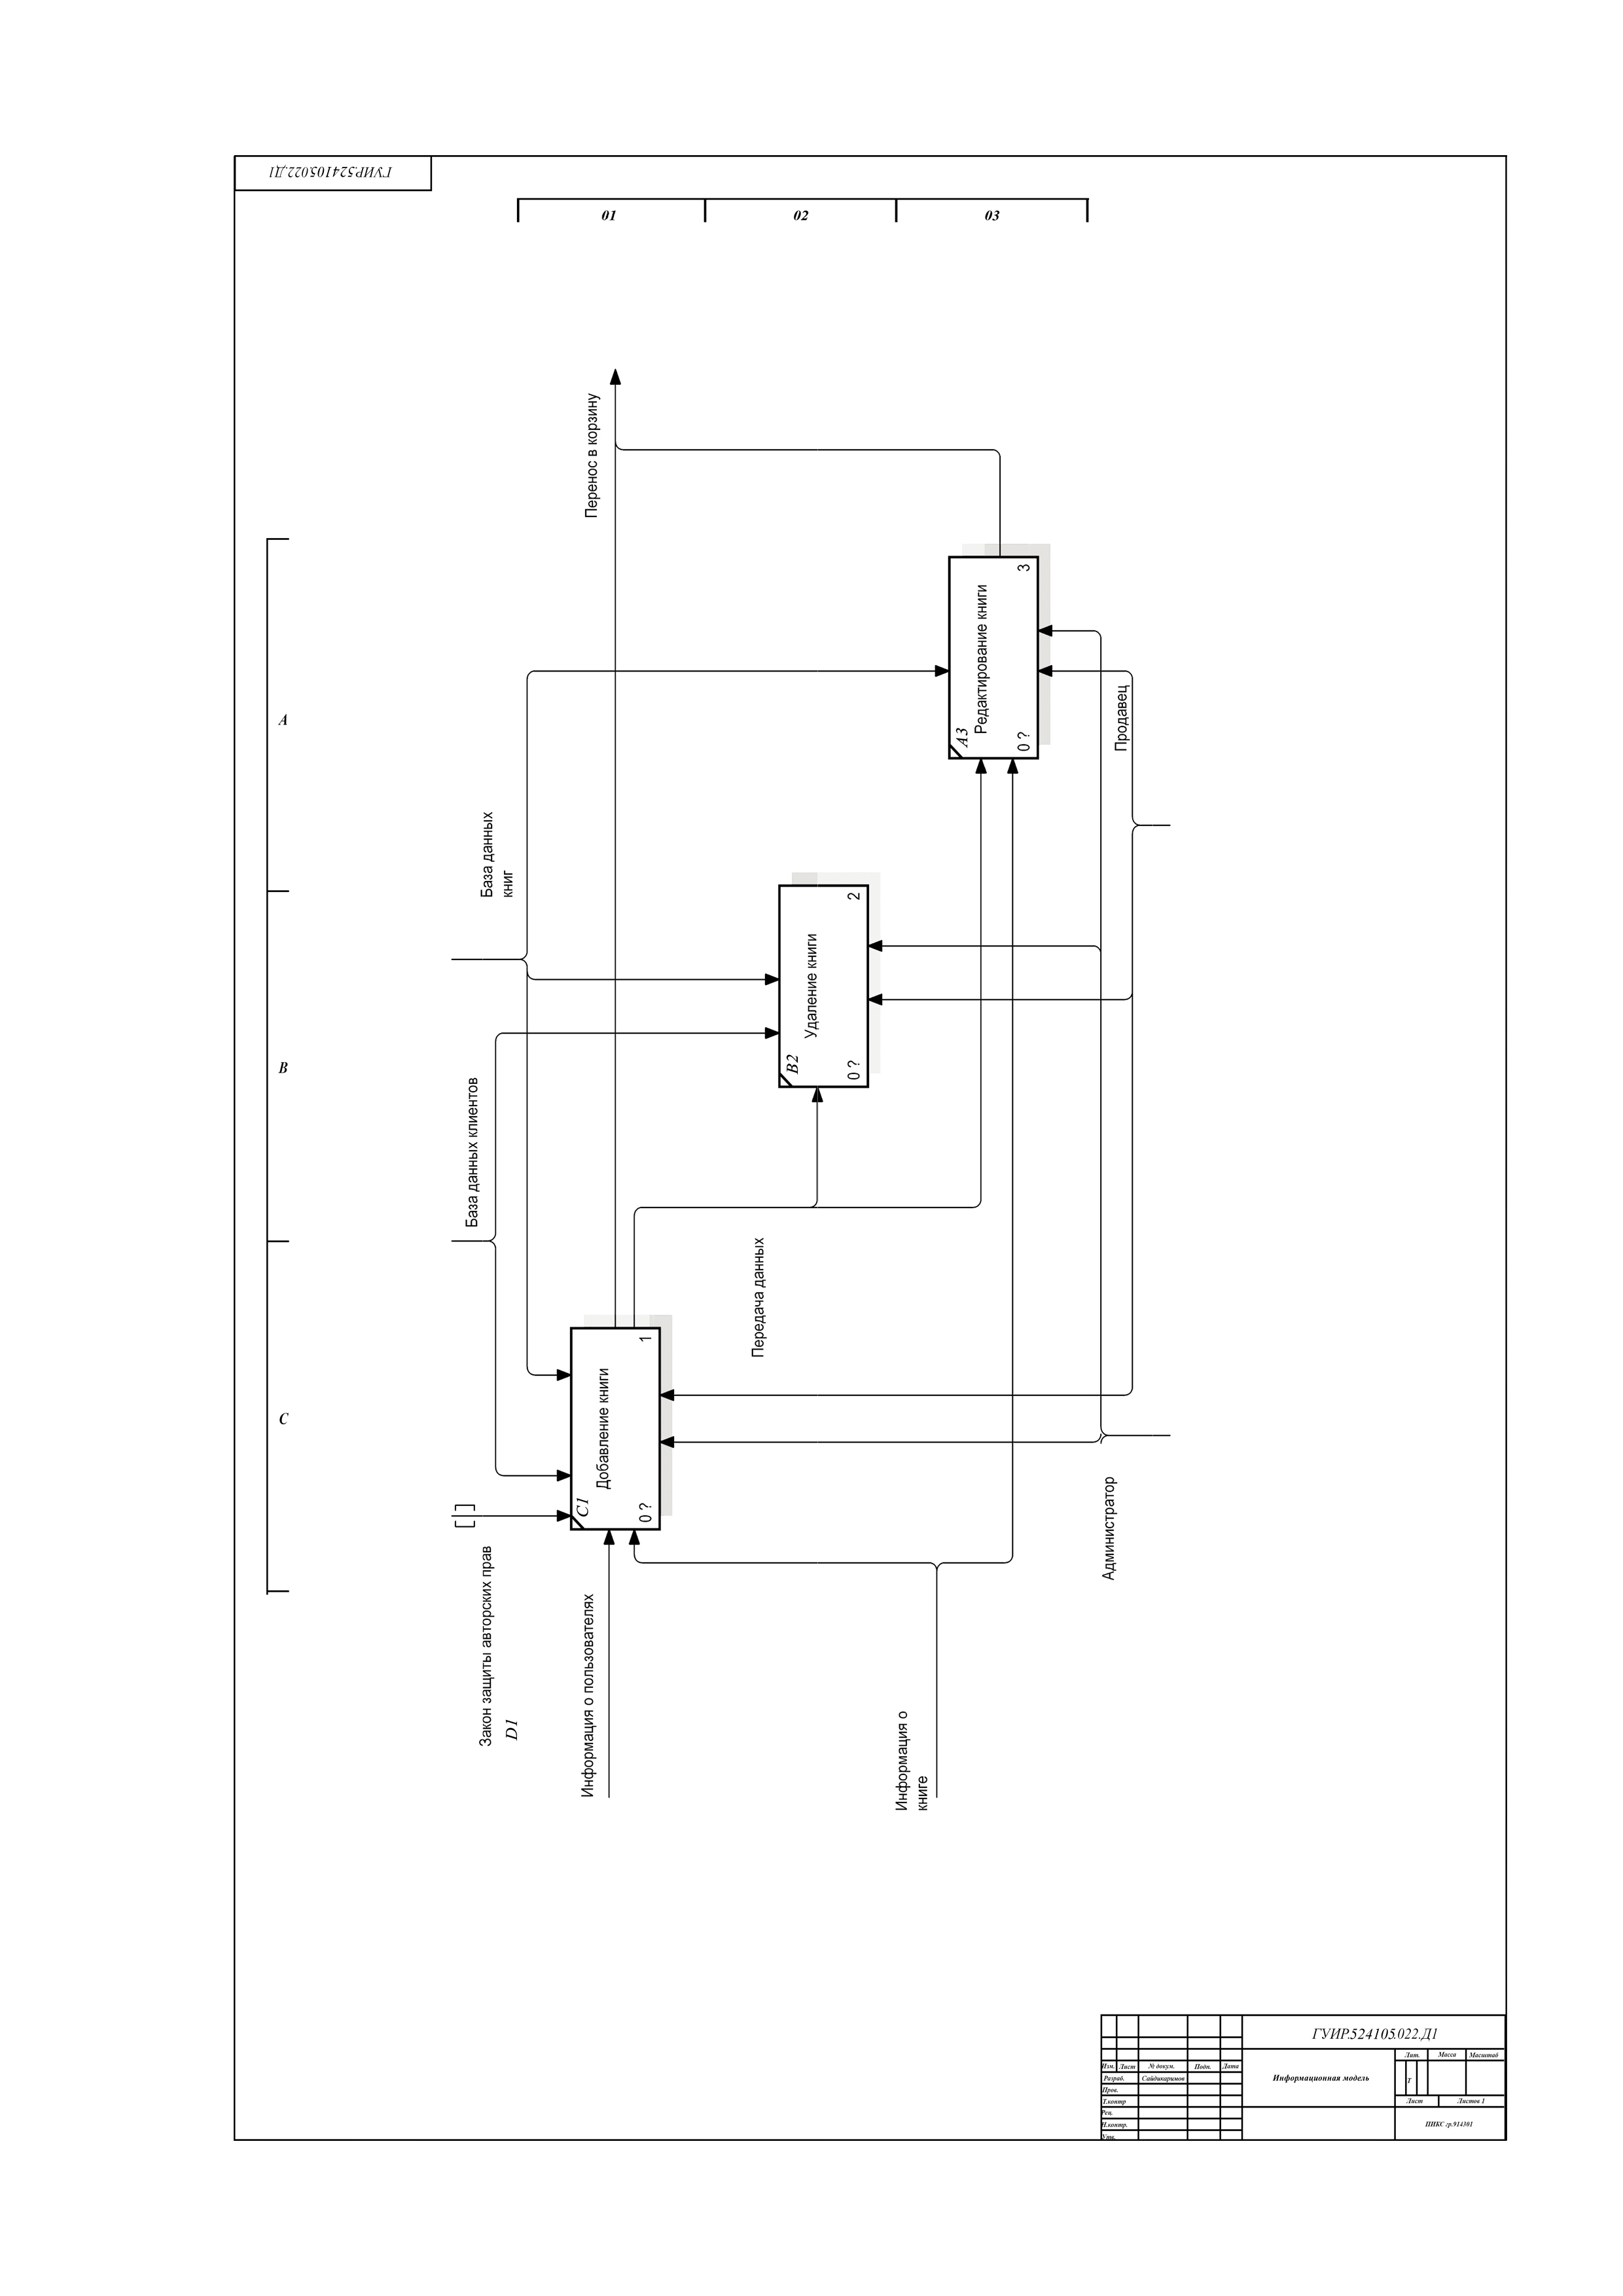 ГУИР.524105.022.Д1
01
02
03
A
B
C
Перенос в корзину
База данных
книг
База данных клиентов
Закон защиты авторских прав
D1
Информация о пользователях
Информация о
книге
Передача данных
Администратор
Продавец
C1
Добавление книги
0 ?
1
B2
Удаление книги
0 ?
2
A3
Редактирование книги
0 ?
3
ГУИР.524105.022.Д1
Изм. Лист № докум. Подп. Дата
Разраб. Сайдикаримов
Пров.
Т.контр
Рец.
Н.контр.
Утв.
Информационная модель
Лит. Масса Масштаб
Т
Лист Листов 1
ПИКС гр.914301